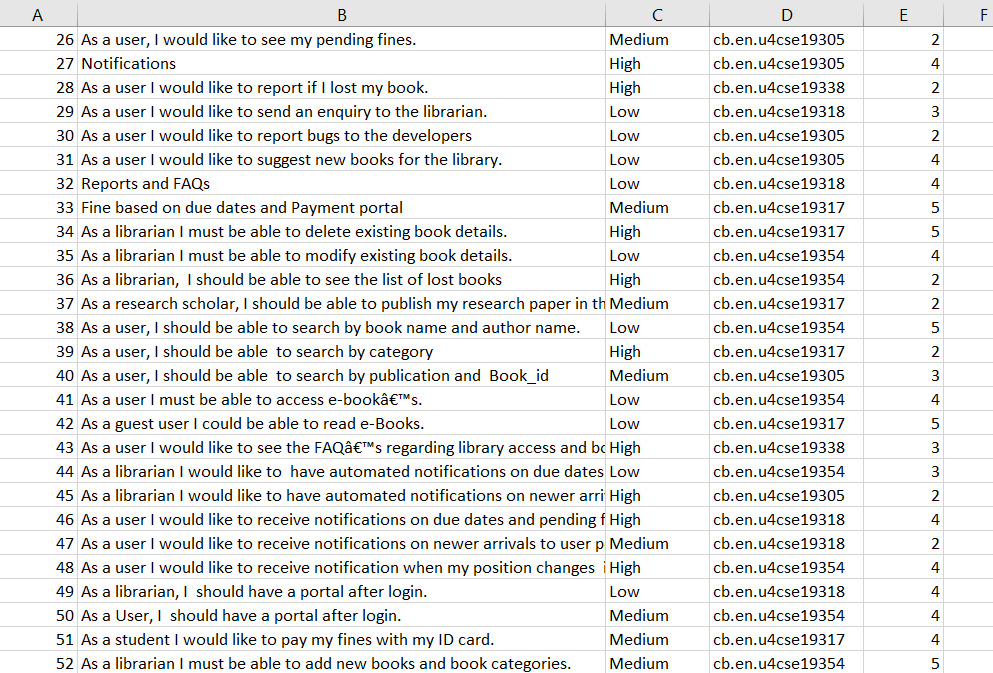 A B C D E F
26 As a user, I would like to see my pending fines. Medium cb.en.u4cse19305 2
27 Notifications High cb.en.u4cse19305 4
28 As a user I would like to report if I lost my book. High cb.en.u4cse19338 2
29 As a user I would like to send an enquiry to the librarian. Low cb.en.u4cse19318 3
30 As a user I would like to report bugs to the developers Low cb.en.u4cse19305 2
31 As a user I would like to suggest new books for the library. Low cb.en.u4cse19305 4
32 Reports and FAQs Low cb.en.u4cse19318 4
33 Fine based on due dates and Payment portal Medium cb.en.u4cse19317 5
34 As a librarian I must be able to delete existing book details. High cb.en.u4cse19317 5
35 As a librarian I must be able to modify existing book details. Low cb.en.u4cse19354 4
36 As a librarian,  I should be able to see the list of lost books High cb.en.u4cse19354 2
37 As a research scholar, I should be able to publish my research paper in th Medium cb.en.u4cse19317 2
38 As a user, I should be able to search by book name and author name. Low cb.en.u4cse19354 5
39 As a user, I should be able  to search by category High cb.en.u4cse19317 2
40 As a user, I should be able  to search by publication and  Book_id Medium cb.en.u4cse19305 3
41 As a user I must be able to access e-bookâ€™s. Low cb.en.u4cse19354 4
42 As a guest user I could be able to read e-Books. Low cb.en.u4cse19317 5
43 As a user I would like to see the FAQâ€™s regarding library access and bo High cb.en.u4cse19338 3
44 As a librarian I would like to  have automated notifications on due dates Low cb.en.u4cse19354 3
45 As a librarian I would like to have automated notifications on newer arri High cb.en.u4cse19305 2
46 As a user I would like to receive notifications on due dates and pending f High cb.en.u4cse19318 4
47 As a user I would like to receive notifications on newer arrivals to user p Medium cb.en.u4cse19318 2
48 As a user I would like to receive notification when my position changes  i High cb.en.u4cse19354 4
49 As a librarian, I  should have a portal after login. Low cb.en.u4cse19318 4
50 As a User, I  should have a portal after login. Medium cb.en.u4cse19354 4
51 As a student I would like to pay my fines with my ID card. Medium cb.en.u4cse19317 4
52 As a librarian I must be able to add new books and book categories. Medium cb.en.u4cse19354 5